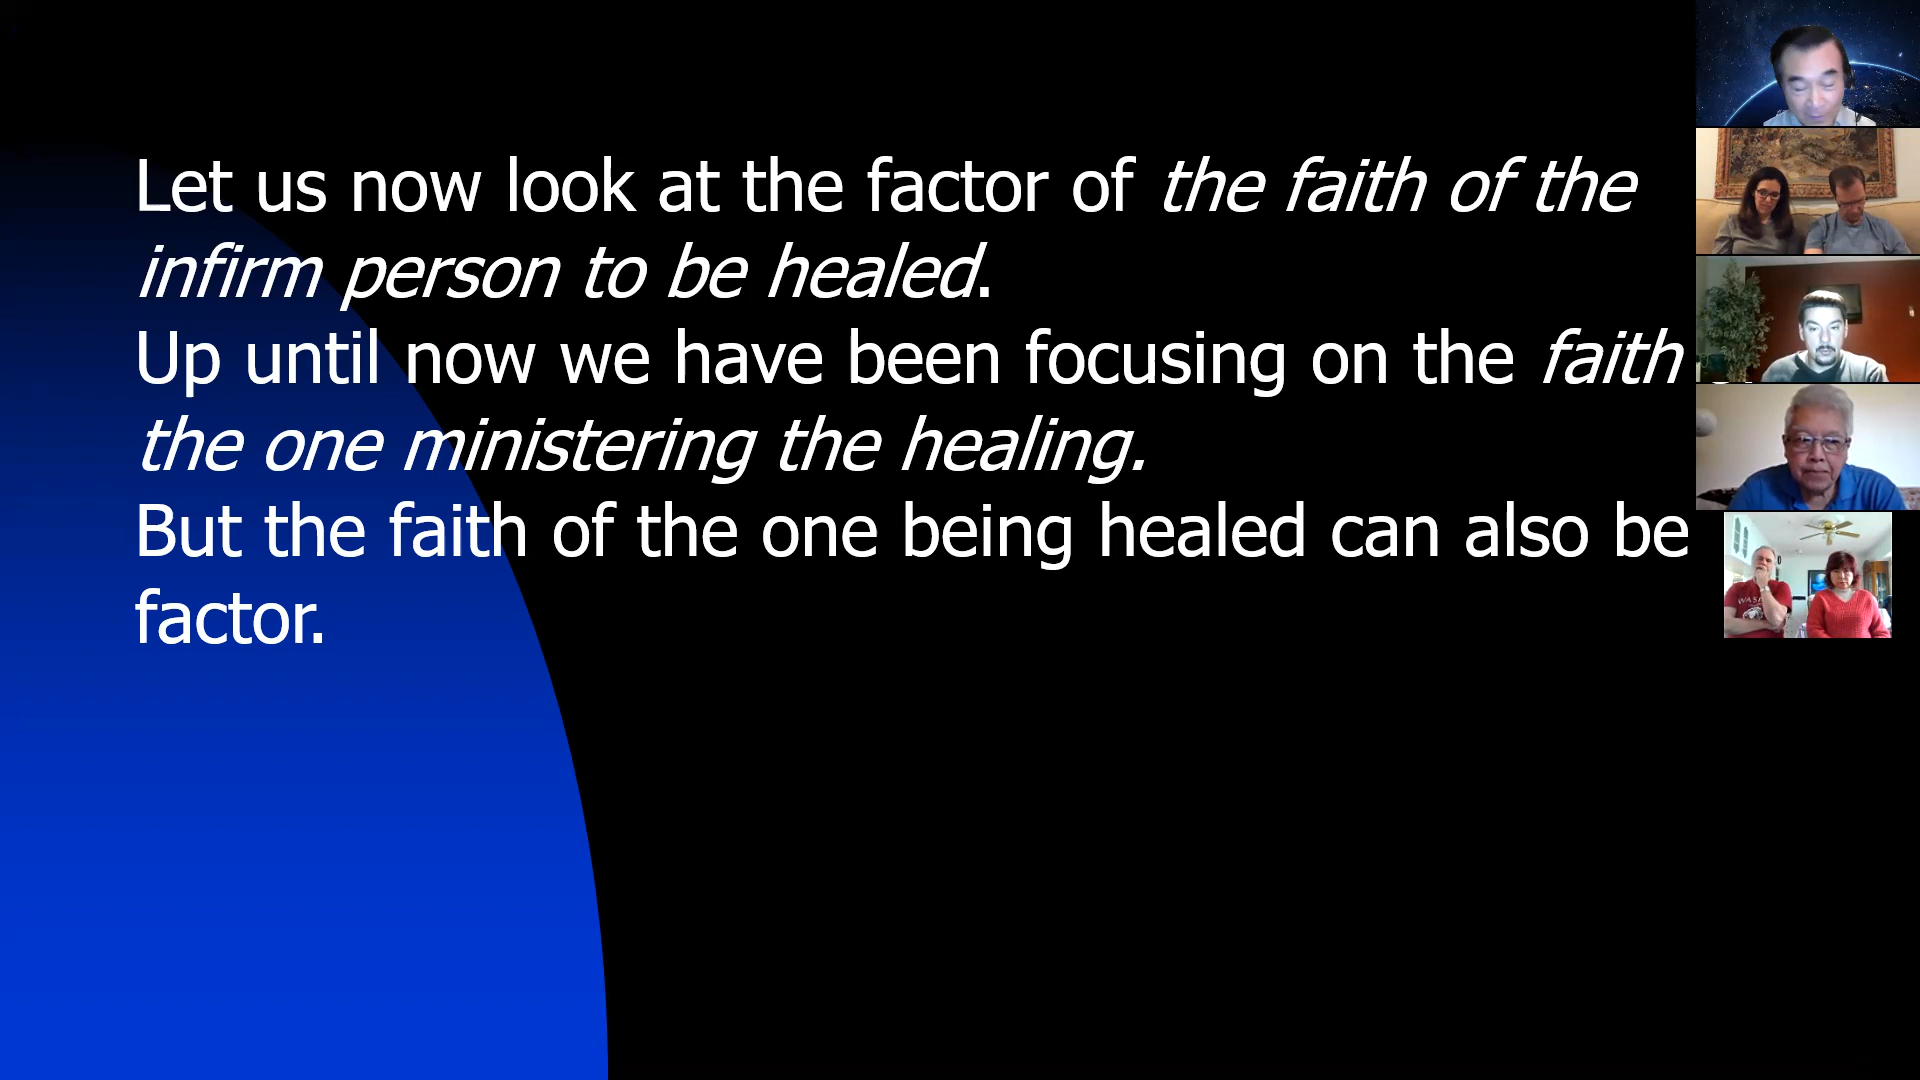 Let us now look at the factor of the faith of the
infirm person to be healed.
Up until now we have been focusing on the faith
the one ministering the healing.
But the faith of the one being healed can also be
factor.